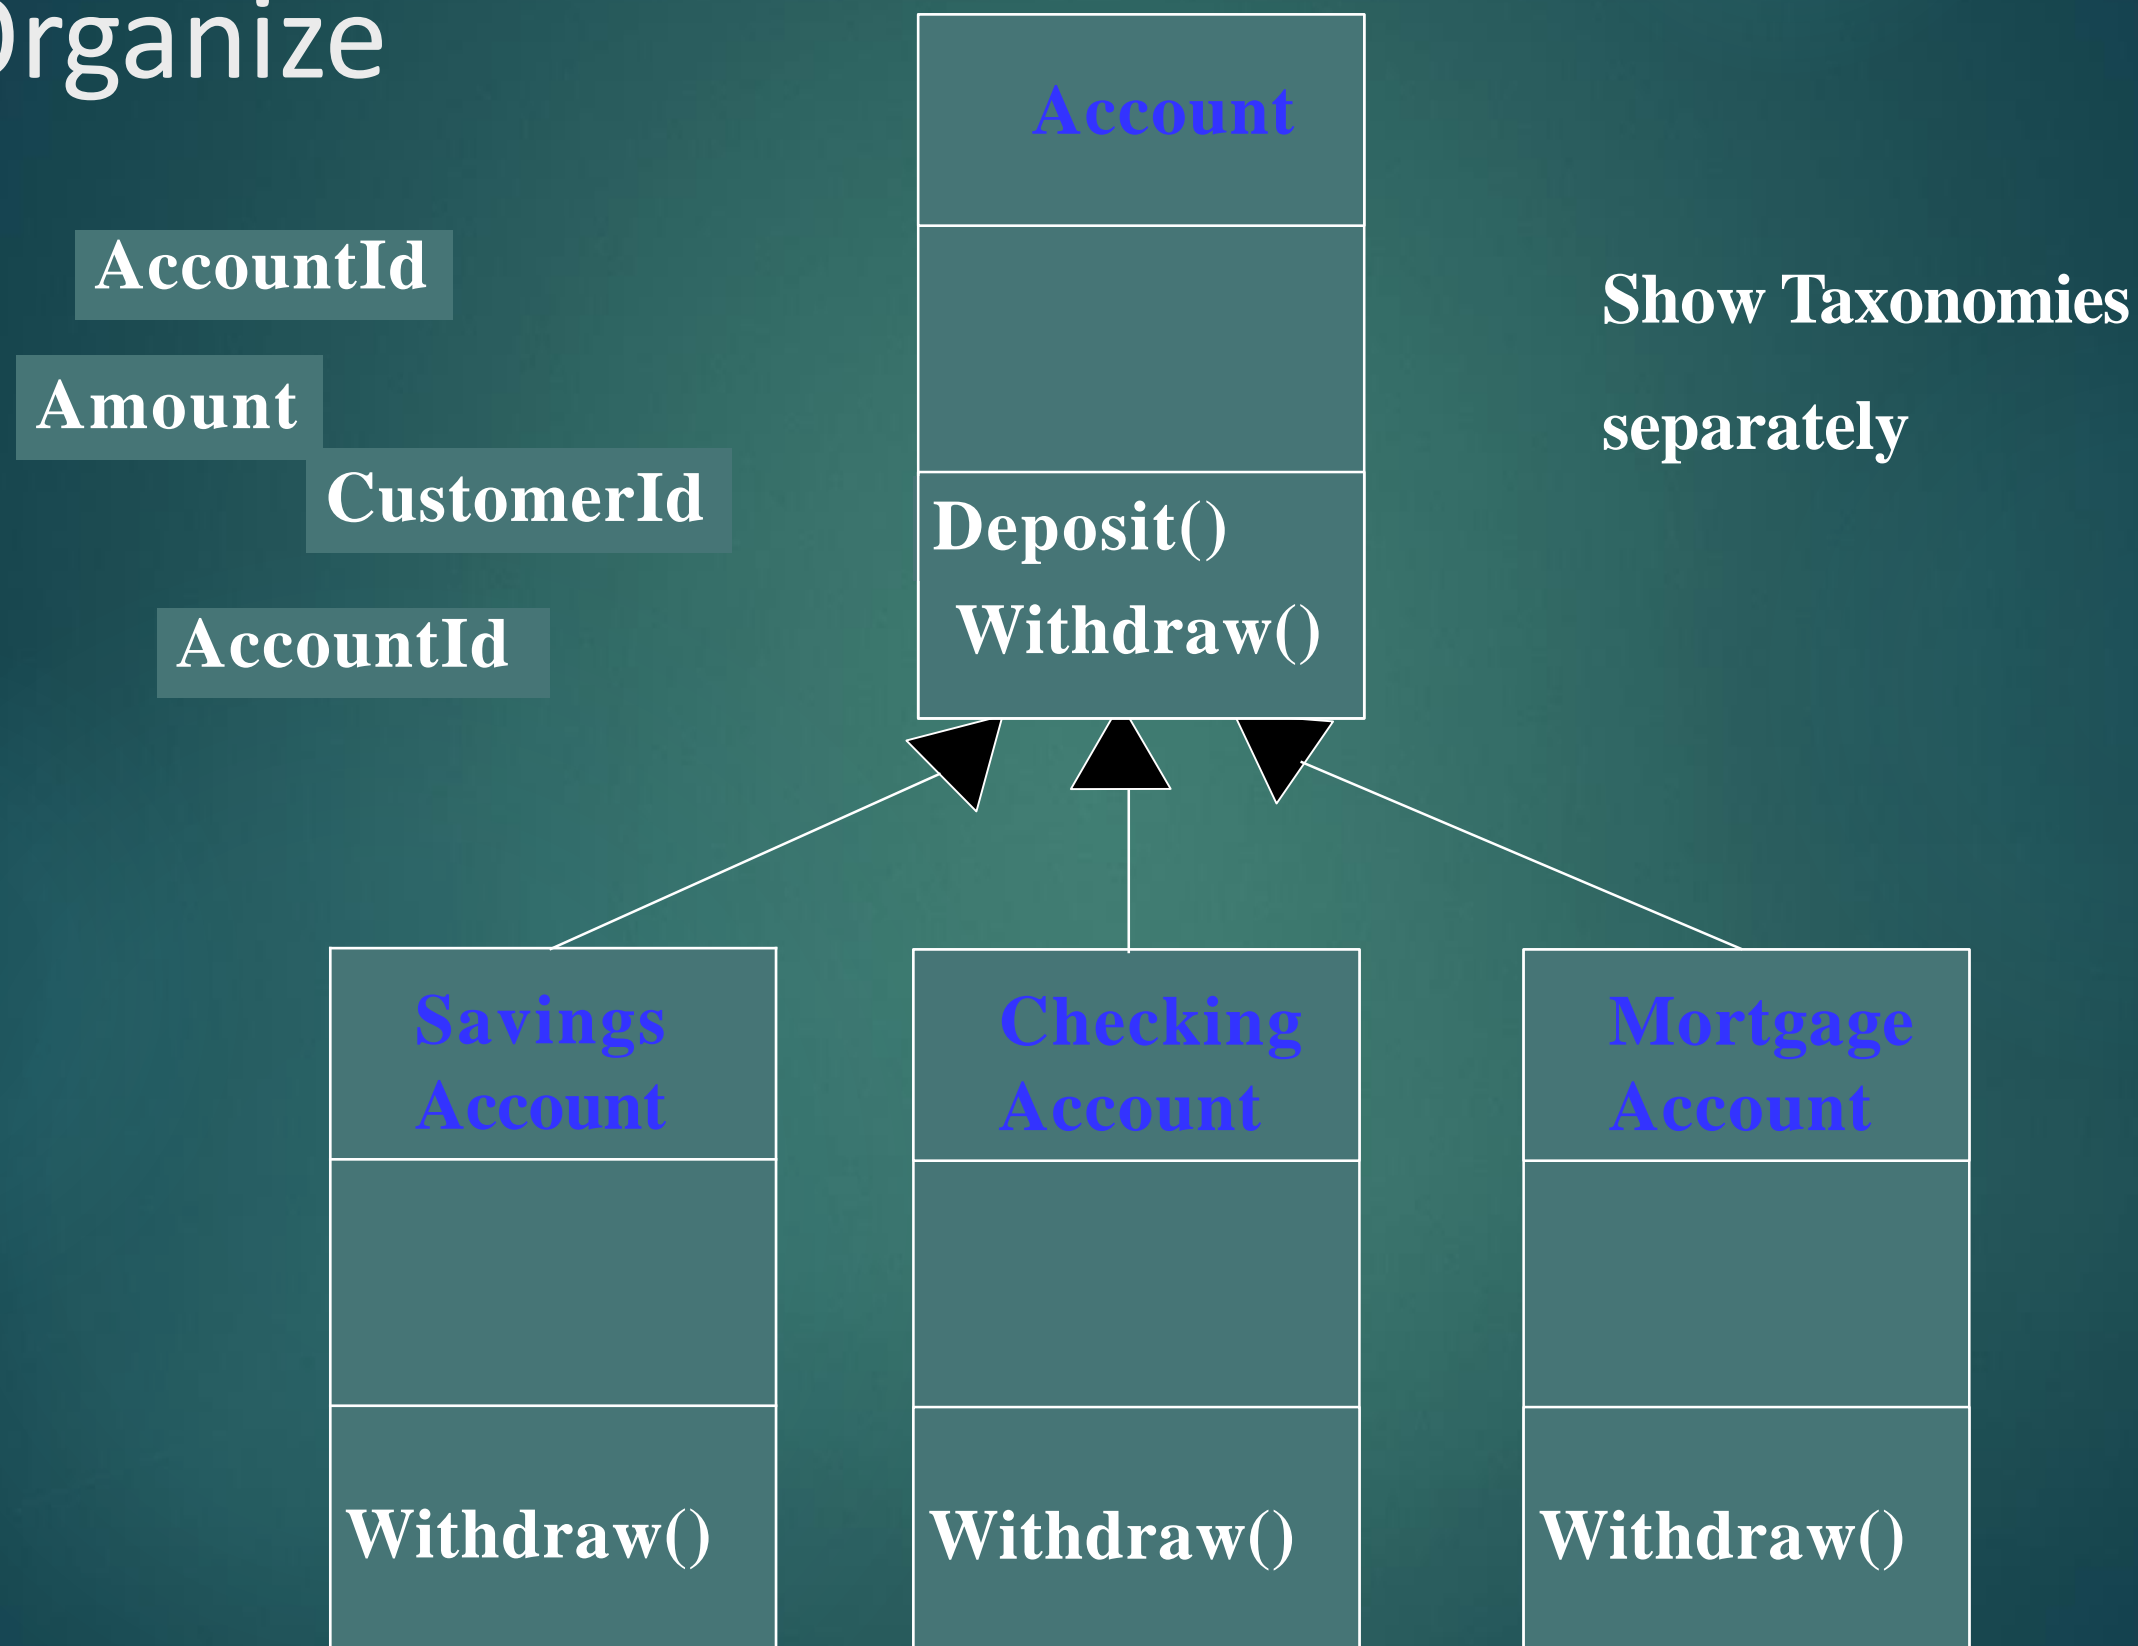 Organize
Account
AccountId
Amount
CustomerId
AccountId
Deposit()
Withdraw()
Show Taxonomies
separately
Savings
Account
Withdraw()
Checking
Account
Withdraw()
Mortgage
Account
Withdraw()